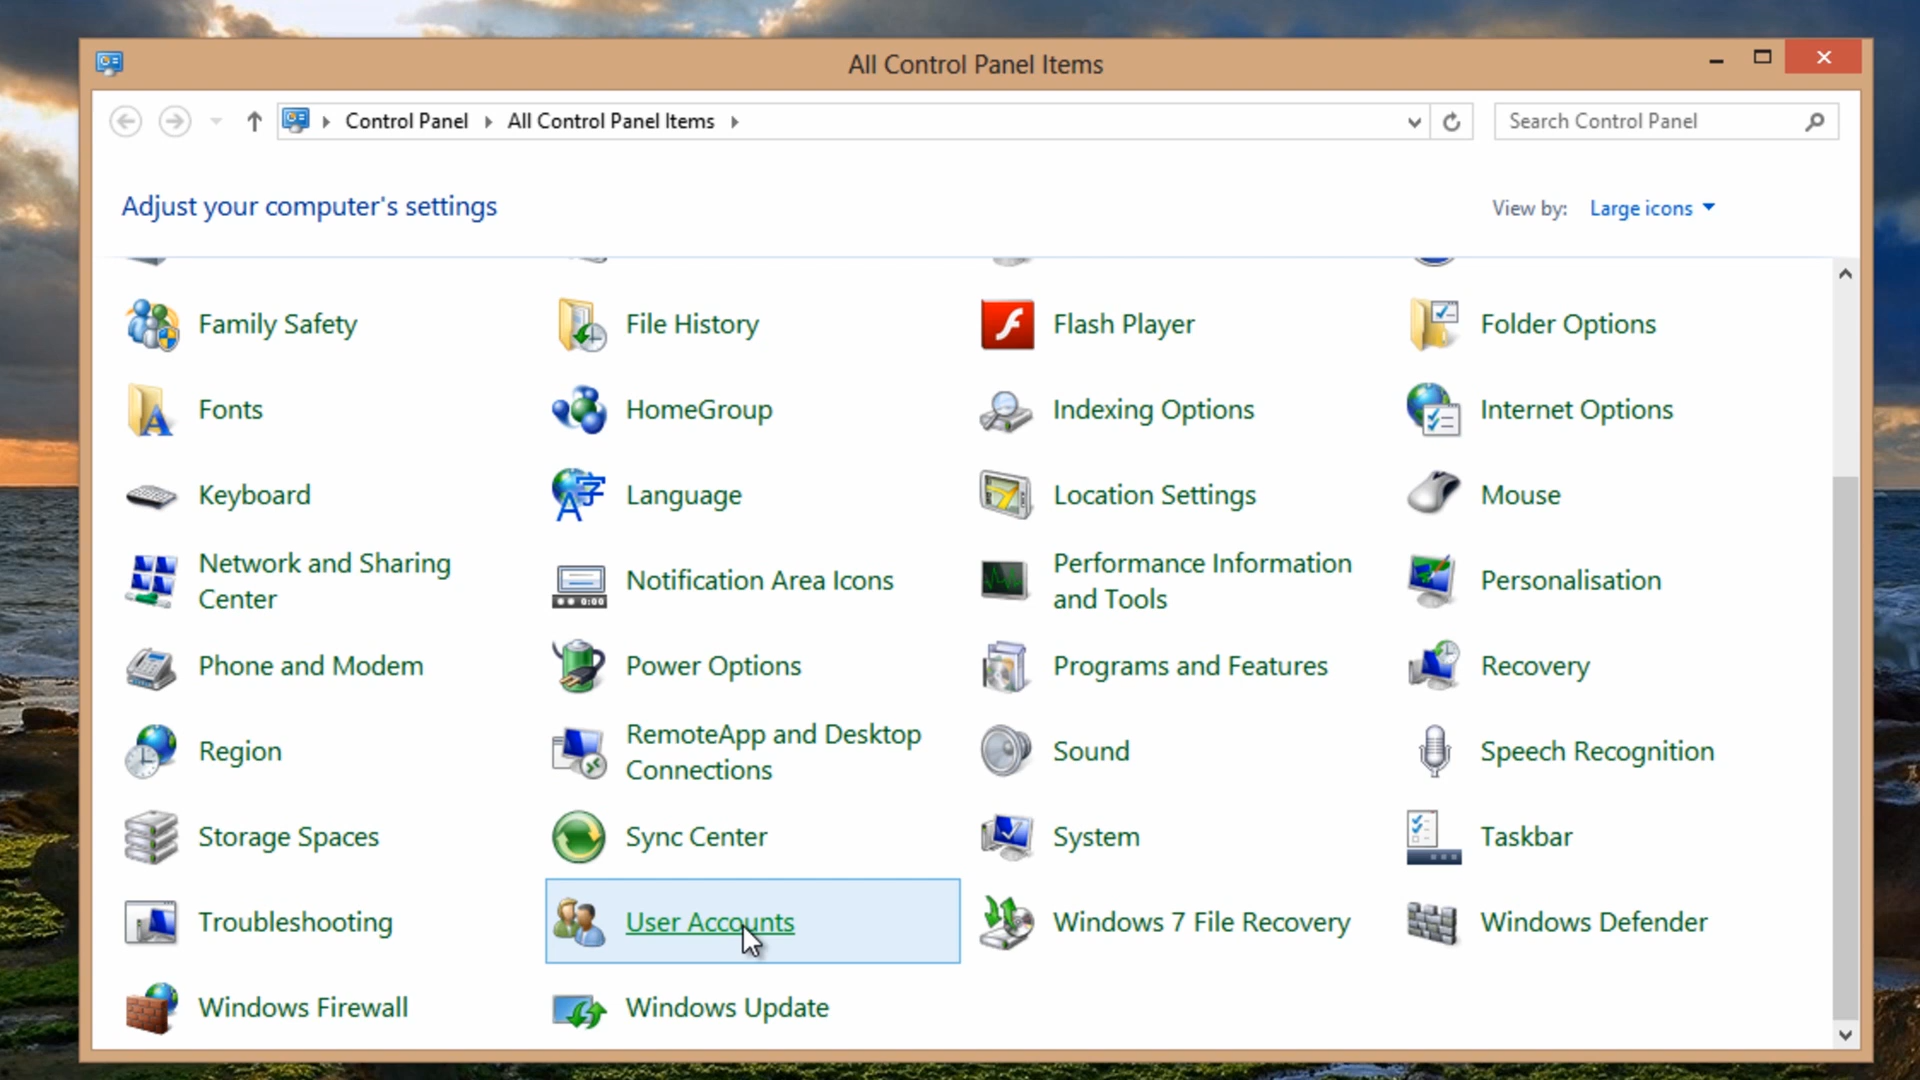 All Control Panel Items
Control Panel All Control Panel Items
Search Control Panel
Adjust your computer's settings
View by: Large icons
Family Safety
File History
Flash Player
Folder Options
Fonts
HomeGroup
Indexing Options
Internet Options
Keyboard
Language
Location Settings
Mouse
Network and Sharing
Center
Notification Area Icons
Performance Information
and Tools
Personalisation
Phone and Modem
Power Options
Programs and Features
Recovery
Region
RemoteApp and Desktop
Connections
Sound
Speech Recognition
Storage Spaces
Sync Center
System
Taskbar
Troubleshooting
User Accounts
Windows 7 File Recovery
Windows Defender
Windows Firewall
Windows Update